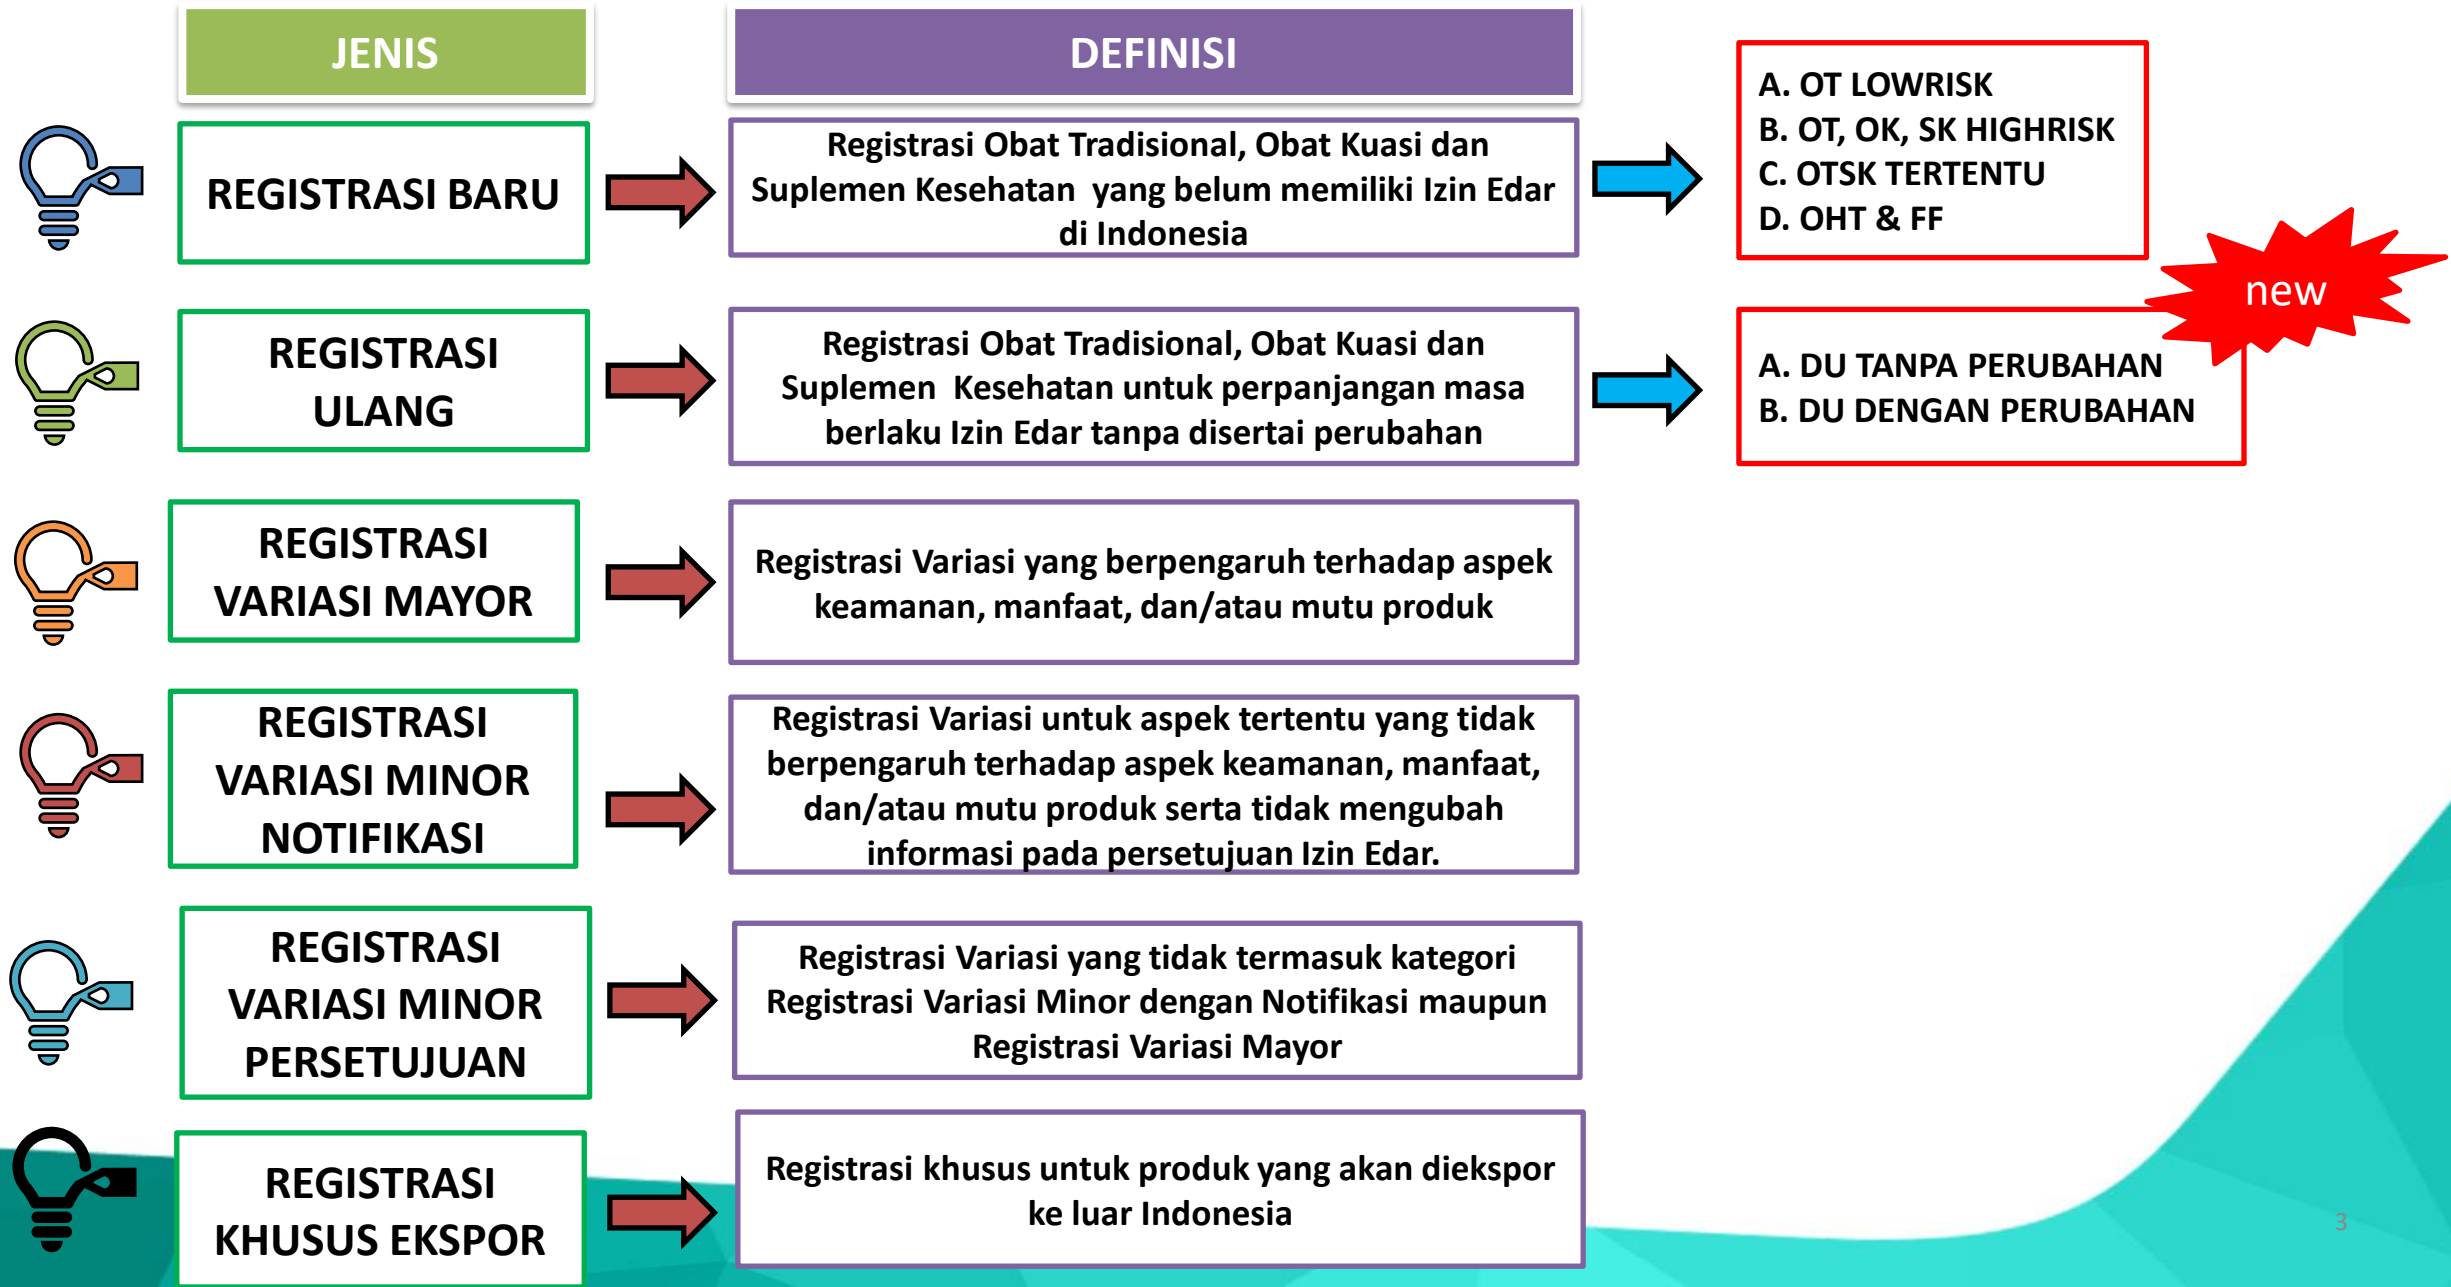 JENIS
DEFINISI
REGISTRASI BARU
Registrasi Obat Tradisional, Obat Kuasi dan
Suplemen Kesehatan yang belum memiliki Izin Edar
di Indonesia
A. OT LOWRISK
B. OT, OK, SK HIGHRISK
C. OTSK TERTENTU
D. OHT & FF
new
REGISTRASI
ULANG
Registrasi Obat Tradisional, Obat Kuasi dan
Suplemen Kesehatan untuk perpanjangan masa
berlaku Izin Edar tanpa disertai perubahan
A. DU TANPA PERUBAHAN
B. DU DENGAN PERUBAHAN
REGISTRASI
VARIASI MAYOR
Registrasi Variasi yang berpengaruh terhadap aspek
keamanan, manfaat, dan/atau mutu produk
REGISTRASI
VARIASI MINOR
NOTIFIKASI
Registrasi Variasi untuk aspek tertentu yang tidak
berpengaruh terhadap aspek keamanan, manfaat,
dan/atau mutu produk serta tidak mengubah
informasi pada persetujuan Izin Edar.
REGISTRASI
VARIASI MINOR
PERSETUJUAN
Registrasi Variasi yang tidak termasuk kategori
Registrasi Variasi Minor dengan Notifikasi maupun
Registrasi Variasi Mayor
REGISTRASI
KHUSUS EKSPOR
Registrasi khusus untuk produk yang akan diekspor
ke luar Indonesia
3